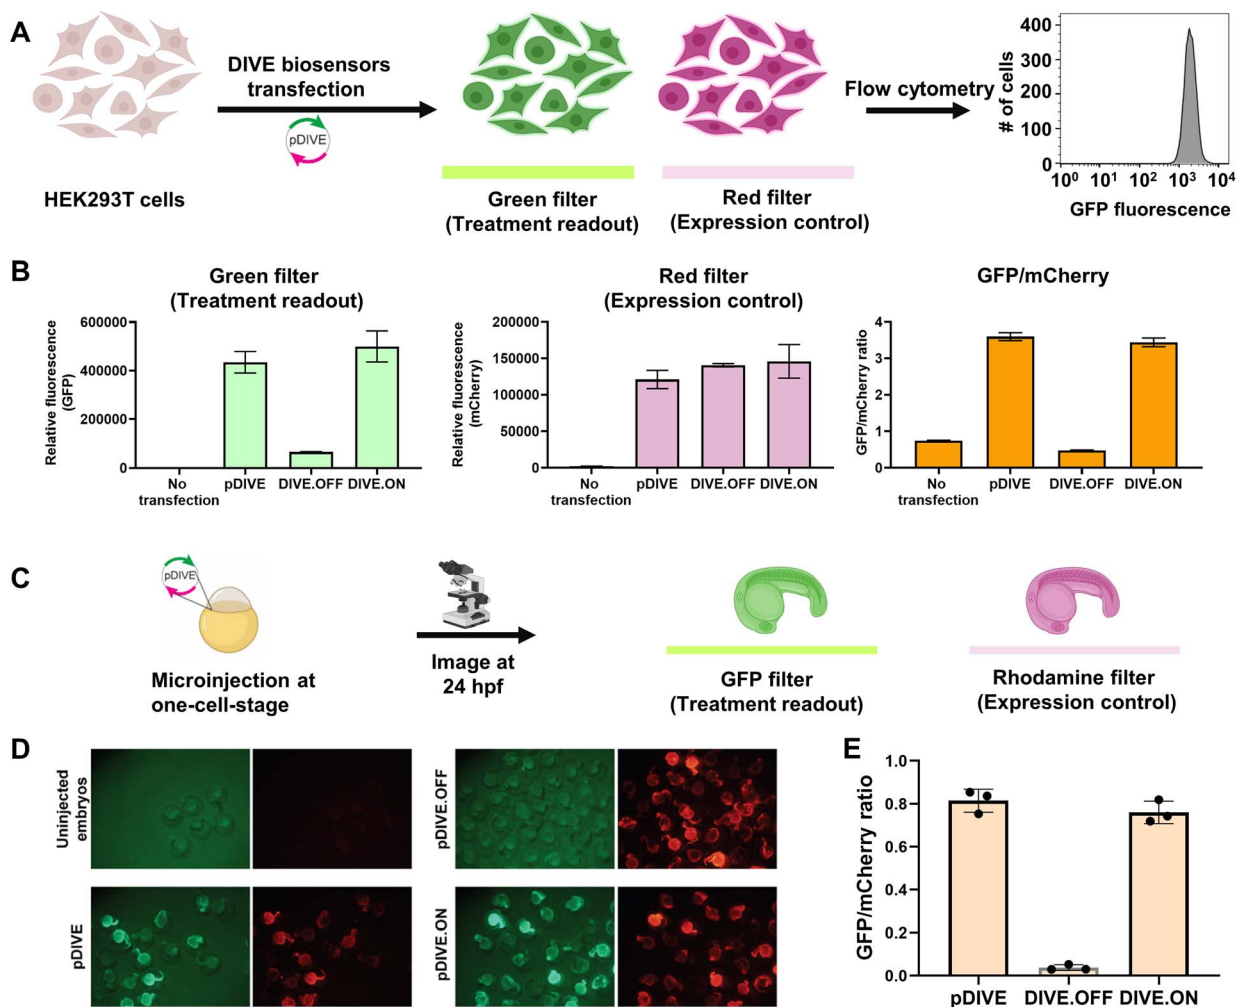 A
DIVE biosensors
transfection
pDIVE
HEK293T cells
Green filter
(Treatment readout)
Red filter
(Expression control)
Flow cytometry
# of cells
400
300
200
100
0
10⁰ 10¹ 10² 10³ 10⁴
GFP fluorescence
B
Green filter
(Treatment readout)
Relative fluorescence
(GFP)
600000
400000
200000
0
No
transfection
pDIVE
DIVE.OFF
DIVE.ON
Red filter
(Expression control)
Relative fluorescence
(mCherry)
200000
150000
100000
50000
0
No
transfection
pDIVE
DIVE.OFF
DIVE.ON
GFP/mCherry
GFP/mCherry ratio
4
3
2
1
0
No
transfection
pDIVE
DIVE.OFF
DIVE.ON
C
pDIVE
Microinjection at
one-cell-stage
Image at
24 hpf
GFP filter
(Treatment readout)
Rhodamine filter
(Expression control)
D
Uninjected
embryos
pDIVE.OFF
pDIVE
pDIVE.ON
E
GFP/mCherry ratio
1.0
0.8
0.6
0.4
0.2
0.0
pDIVE
DIVE.OFF
DIVE.ON